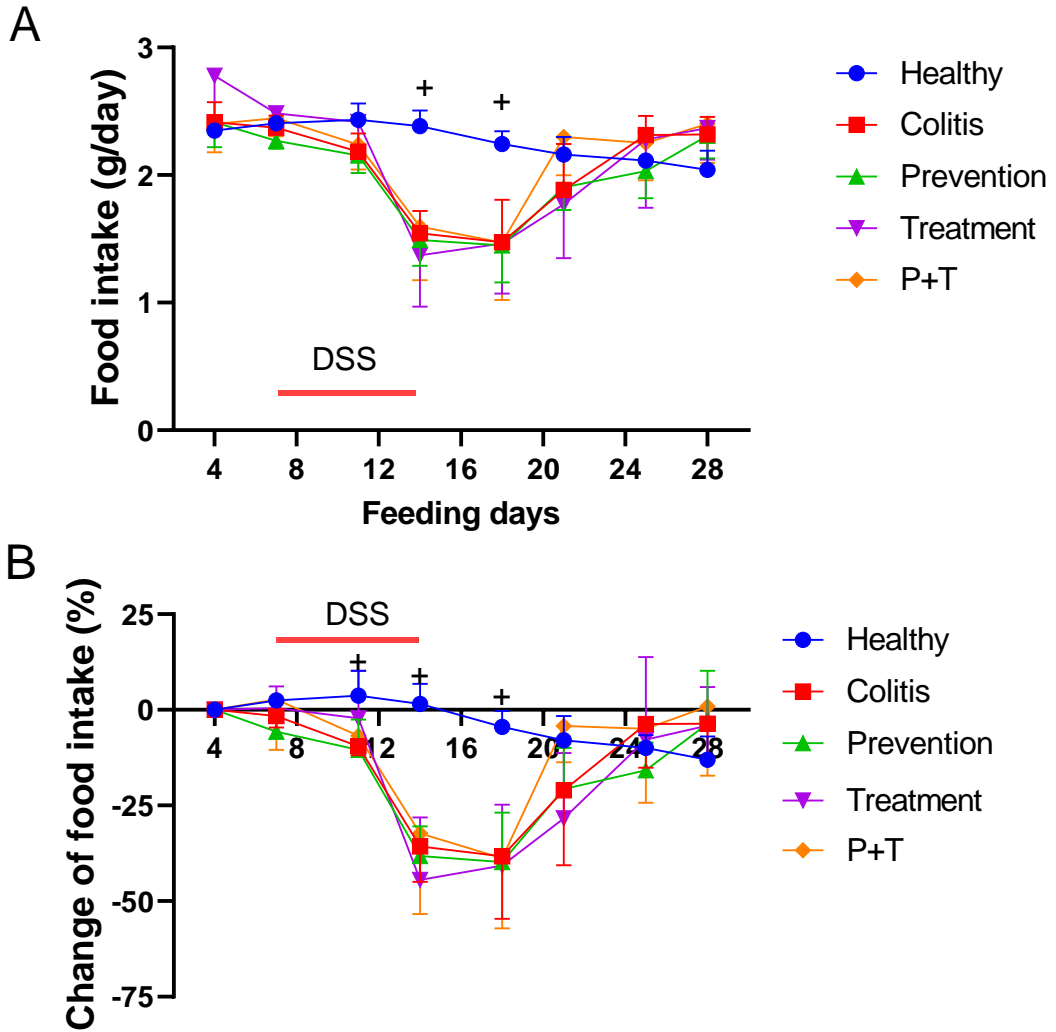 A
3
2
1
0
Food intake (g/day)
+
+
DSS
4 8 12 16 20 24 28
Feeding days
Healthy
Colitis
Prevention
Treatment
P+T
B
25
0
-25
-50
-75
Change of food intake (%)
DSS
+
+
+
4 8 12 16 20 24 28
Healthy
Colitis
Prevention
Treatment
P+T